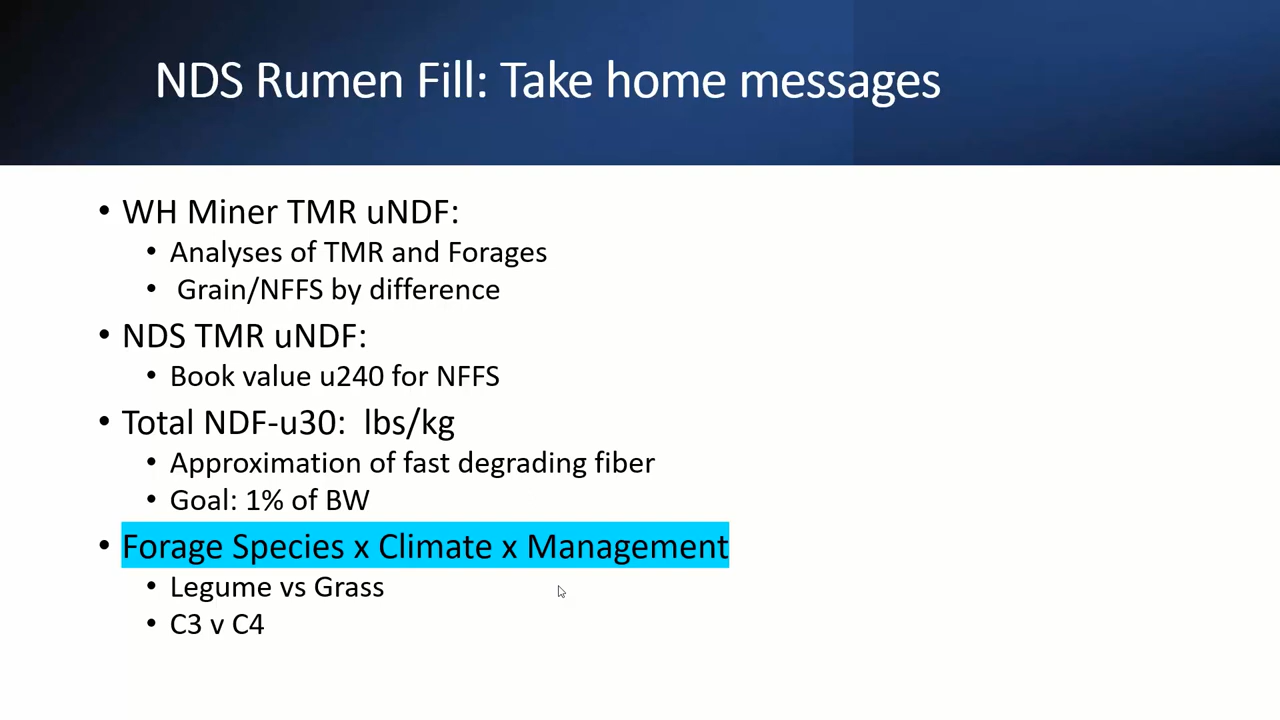 NDS Rumen Fill: Take home messages
• WH Miner TMR uNDF:
• Analyses of TMR and Forages
• Grain/NFFS by difference
• NDS TMR uNDF:
• Book value u240 for NFFS
• Total NDF-u30: lbs/kg
• Approximation of fast degrading fiber
• Goal: 1% of BW
• Forage Species x Climate x Management
• Legume vs Grass
• C3 v C4